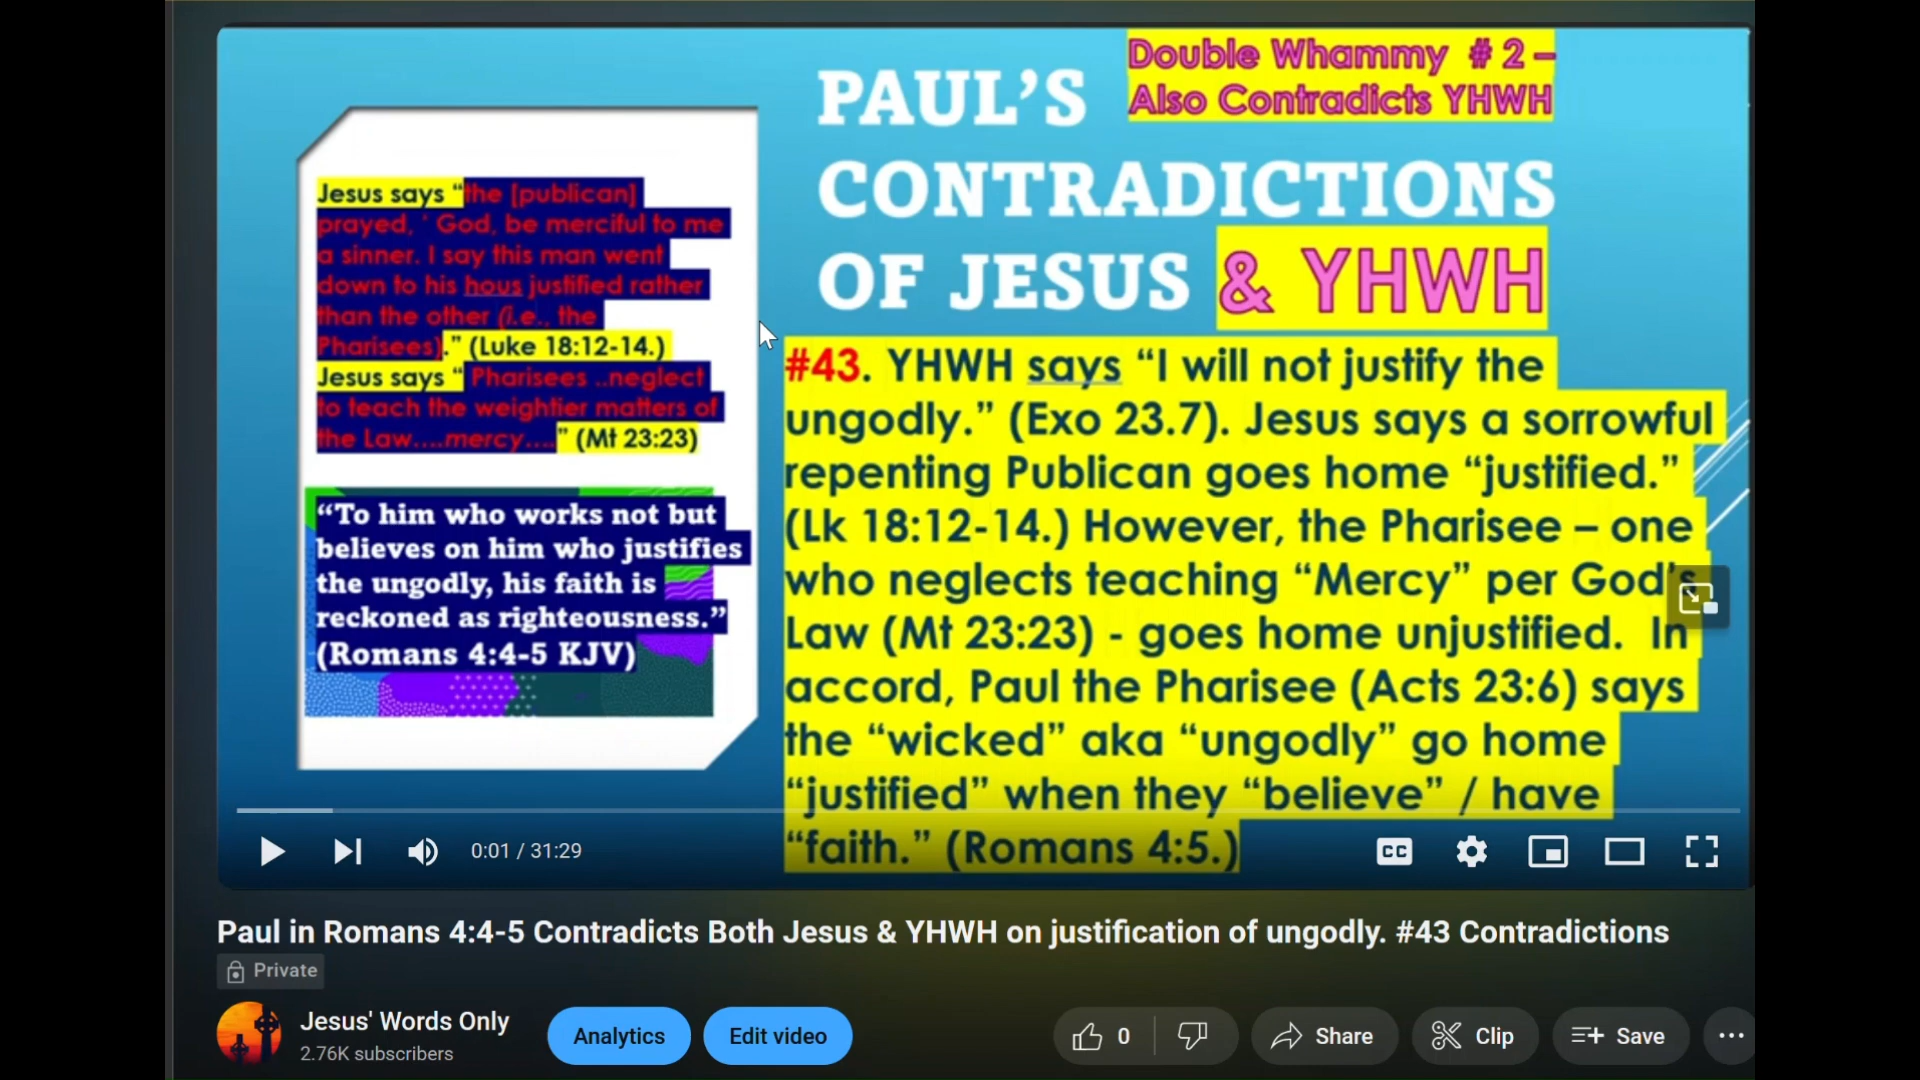 Double Whammy # 2 –
Also Contradicts YHWH
PAUL’S
CONTRADICTIONS
OF JESUS & YHWH
Jesus says “the [publican]
prayed, ‘ God, be merciful to me
a sinner. I say this man went
down to his hous justified rather
than the other (i.e., the
Pharisees).” (Luke 18:12-14.)
Jesus says “ Pharisees ..neglect
to teach the weightier matters of
the Law....mercy....” (Mt 23:23)
“To him who works not but
believes on him who justifies
the ungodly, his faith is
reckoned as righteousness.”
(Romans 4:4-5 KJV)
#43. YHWH says “I will not justify the
ungodly.” (Exo 23.7). Jesus says a sorrowful
repenting Publican goes home “justified.”
(Lk 18:12-14.) However, the Pharisee – one
who neglects teaching “Mercy” per God’s
Law (Mt 23:23) - goes home unjustified. In
accord, Paul the Pharisee (Acts 23:6) says
the “wicked” aka “ungodly” go home
“justified” when they “believe” / have
“faith.” (Romans 4:5.)
0:01 / 31:29
CC
Paul in Romans 4:4-5 Contradicts Both Jesus & YHWH on justification of ungodly. #43 Contradictions
Private
Jesus' Words Only
2.76K subscribers
Analytics
Edit video
0
Share
Clip
Save